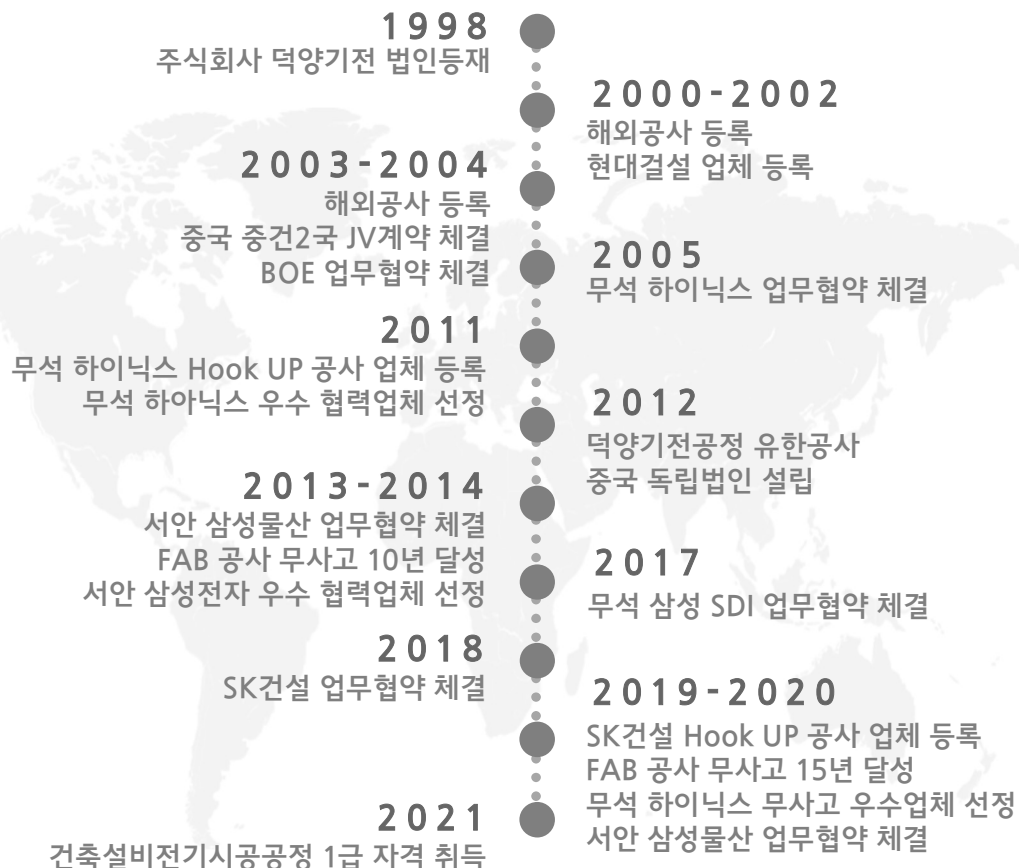 1998
주식회사 덕양기전 법인등재
2000-2002
해외공사 등록
현대걸설 업체 등록
2003-2004
해외공사 등록
중국 중건2국 JV계약 체결
BOE 업무협약 체결
2005
무석 하이닉스 업무협약 체결
2011
무석 하이닉스 Hook UP 공사 업체 등록
무석 하아닉스 우수 협력업체 선정
2012
덕양기전공정 유한공사
중국 독립법인 설립
2013-2014
서안 삼성물산 업무협약 체결
FAB 공사 무사고 10년 달성
서안 삼성전자 우수 협력업체 선정
2017
무석 삼성 SDI 업무협약 체결
2018
SK건설 업무협약 체결
2019-2020
SK건설 Hook UP 공사 업체 등록
FAB 공사 무사고 15년 달성
무석 하이닉스 무사고 우수업체 선정
서안 삼성물산 업무협약 체결
2021
건축설비전기시공공정 1급 자격 취득